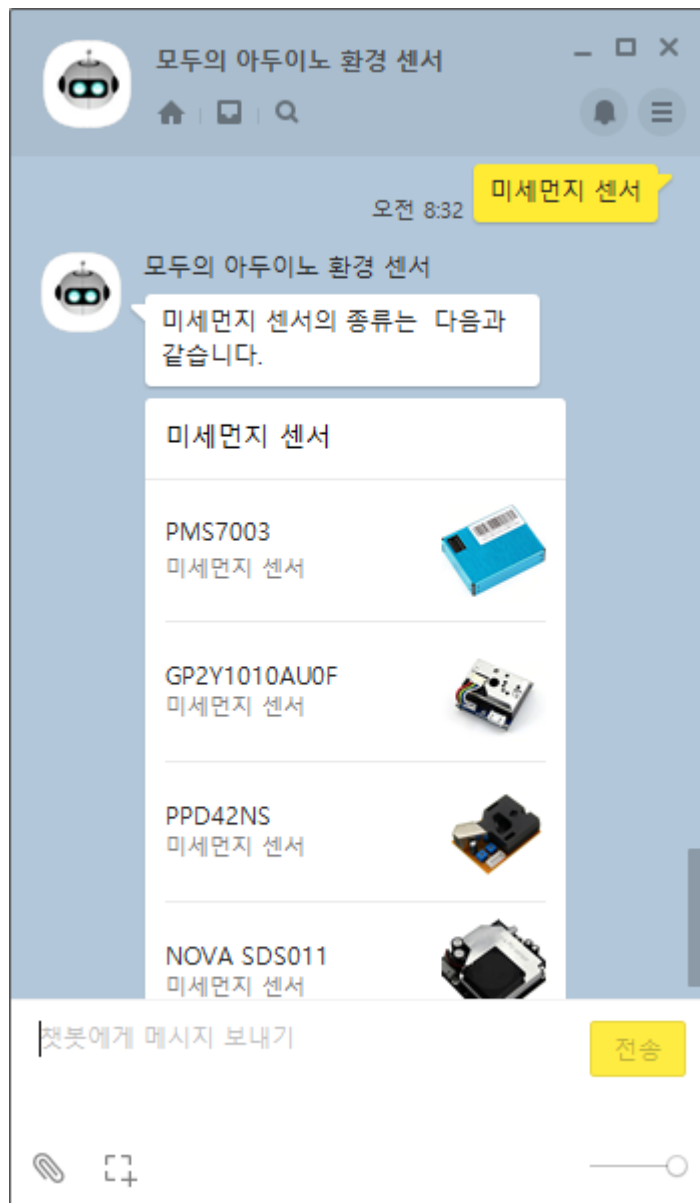 모두의 아두이노 환경 센서
미세먼지 센서
오전 8:32
모두의 아두이노 환경 센서
미세먼지 센서의 종류는  다음과
같습니다.
미세먼지 센서
PMS7003
미세먼지 센서
GP2Y1010AU0F
미세먼지 센서
PPD42NS
미세먼지 센서
NOVA SDS011
미세먼지 센서
챗봇에게 메시지 보내기
전송